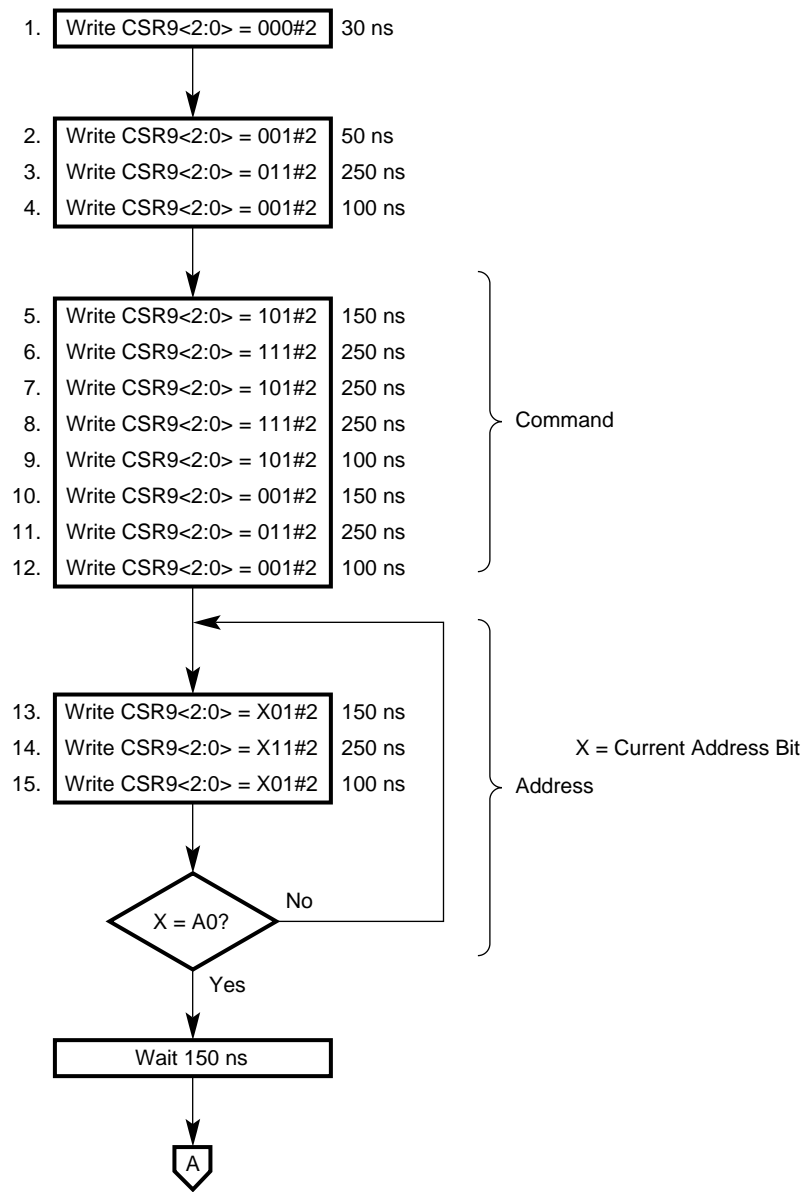 1. Write CSR9<2:0> = 000#2 30 ns
2. Write CSR9<2:0> = 001#2 50 ns
3. Write CSR9<2:0> = 011#2 250 ns
4. Write CSR9<2:0> = 001#2 100 ns
5. Write CSR9<2:0> = 101#2 150 ns
6. Write CSR9<2:0> = 111#2 250 ns
7. Write CSR9<2:0> = 101#2 250 ns
8. Write CSR9<2:0> = 111#2 250 ns
Command
9. Write CSR9<2:0> = 101#2 100 ns
10. Write CSR9<2:0> = 001#2 150 ns
11. Write CSR9<2:0> = 011#2 250 ns
12. Write CSR9<2:0> = 001#2 100 ns
13. Write CSR9<2:0> = X01#2 150 ns
14. Write CSR9<2:0> = X11#2 250 ns
X = Current Address Bit
15. Write CSR9<2:0> = X01#2 100 ns
Address
X = A0?
No
Yes
Wait 150 ns
A